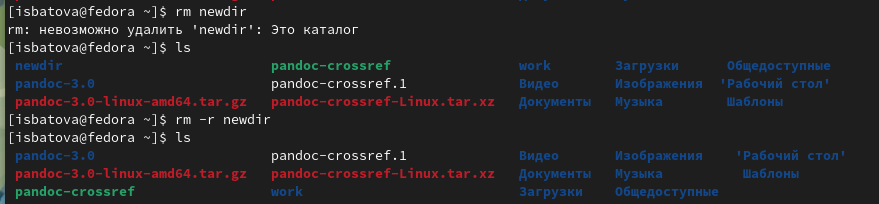 [isbatova@fedora ~]$ rm newdir
rm: невозможно удалить 'newdir': Это каталог
[isbatova@fedora ~]$ ls
newdir pandoc-crossref work Загрузки Общедоступные
pandoc-3.0 pandoc-crossref.1 Видео Изображения 'Рабочий стол'
pandoc-3.0-linux-amd64.tar.gz pandoc-crossref-Linux.tar.xz Документы Музыка Шаблоны
[isbatova@fedora ~]$ rm -r newdir
[isbatova@fedora ~]$ ls
pandoc-3.0 pandoc-crossref.1 Видео Изображения 'Рабочий стол'
pandoc-3.0-linux-amd64.tar.gz pandoc-crossref-Linux.tar.xz Документы Музыка Шаблоны
pandoc-crossref work Загрузки Общедоступные